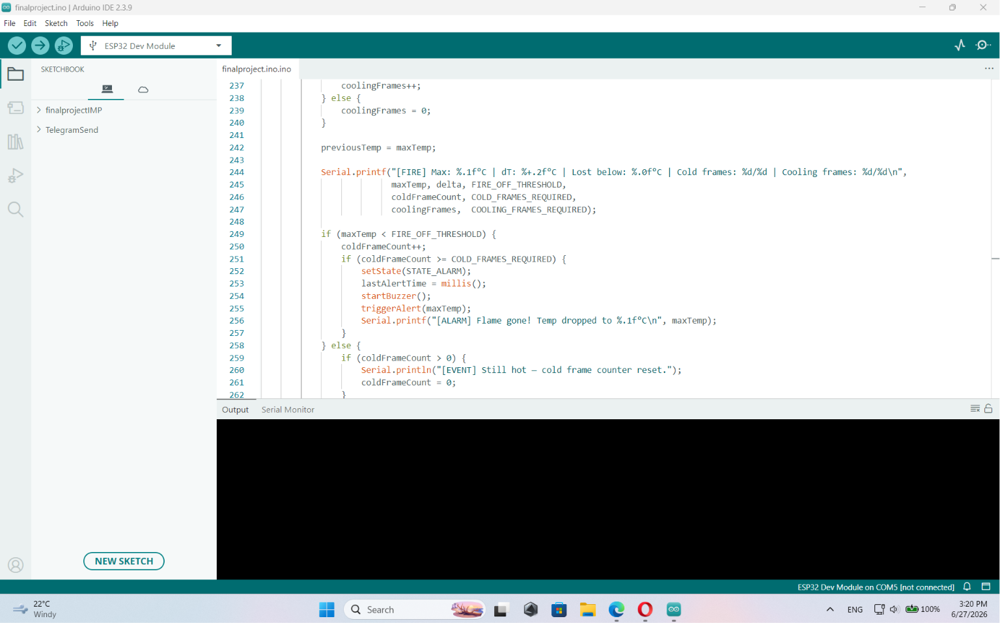 finalproject.ino | Arduino IDE 2.3.9
File Edit Sketch Tools Help
ESP32 Dev Module
SKETCHBOOK
finalprojectIMP
TelegramSend
NEW SKETCH
finalproject.ino.ino
237 coolingFrames++;
238 } else {
239 coolingFrames = 0;
240 }
241
242 previousTemp = maxTemp;
243
244 Serial.printf("[FIRE] Max: %.1f°C | dT: %+.2f°C | Lost below: %.0f°C | Cold frames: %d/%d | Cooling frames: %d/%d\n",
245 maxTemp, delta, FIRE_OFF_THRESHOLD,
246 coldFrameCount, COLD_FRAMES_REQUIRED,
247 coolingFrames, COOLING_FRAMES_REQUIRED);
248
249 if (maxTemp < FIRE_OFF_THRESHOLD) {
250 coldFrameCount++;
251 if (coldFrameCount >= COLD_FRAMES_REQUIRED) {
252 setState(STATE_ALARM);
253 lastAlertTime = millis();
254 startBuzzer();
255 triggerAlert(maxTemp);
256 Serial.printf("[ALARM] Flame gone! Temp dropped to %.1f°C\n", maxTemp);
257 }
258 } else {
259 if (coldFrameCount > 0) {
260 Serial.println("[EVENT] Still hot — cold frame counter reset.");
261 coldFrameCount = 0;
262 }
Output Serial Monitor
ESP32 Dev Module on COM5 [not connected]
22°C
Windy
Search
ENG
100%
3:20 PM
6/27/2026